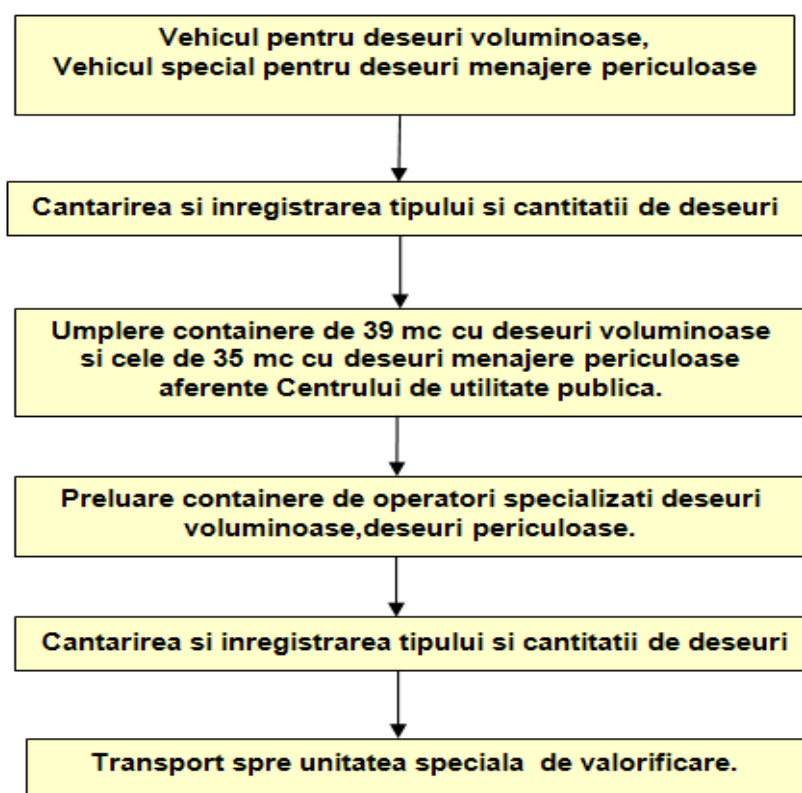 Vehicul pentru deseuri voluminoase,
Vehicul special pentru deseuri menajere periculoase
Cantarirea si inregistrarea tipului si cantitatii de deseuri
Umplere containere de 39 mc cu deseuri voluminoase
si cele de 35 mc cu deseuri menajere periculoase
aferente Centrului de utilitate publica.
Preluare containere de operatori specializati deseuri
voluminoase,deseuri periculoase.
Cantarirea si inregistrarea tipului si cantitatii de deseuri
Transport spre unitatea speciala  de valorificare.